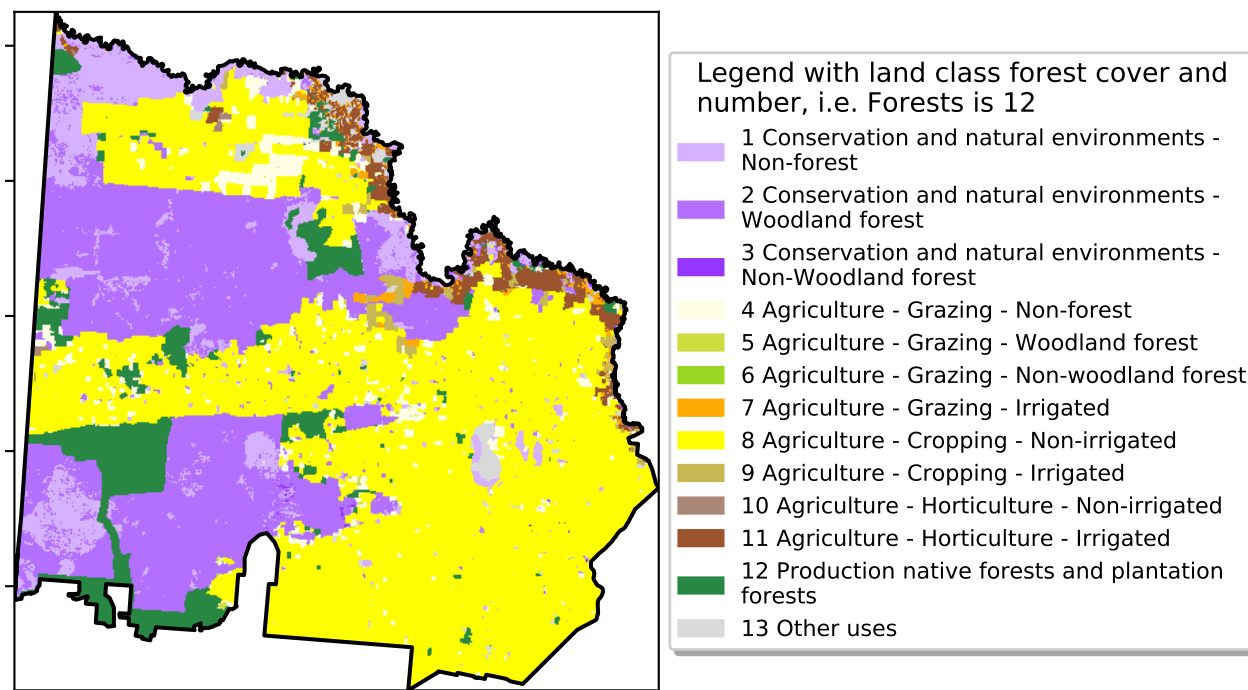 Legend with land class forest cover and
number, i.e. Forests is 12
1 Conservation and natural environments -
Non-forest
2 Conservation and natural environments -
Woodland forest
3 Conservation and natural environments -
Non-Woodland forest
4 Agriculture - Grazing - Non-forest
5 Agriculture - Grazing - Woodland forest
6 Agriculture - Grazing - Non-woodland forest
7 Agriculture - Grazing - Irrigated
8 Agriculture - Cropping - Non-irrigated
9 Agriculture - Cropping - Irrigated
10 Agriculture - Horticulture - Non-irrigated
11 Agriculture - Horticulture - Irrigated
12 Production native forests and plantation
forests
13 Other uses